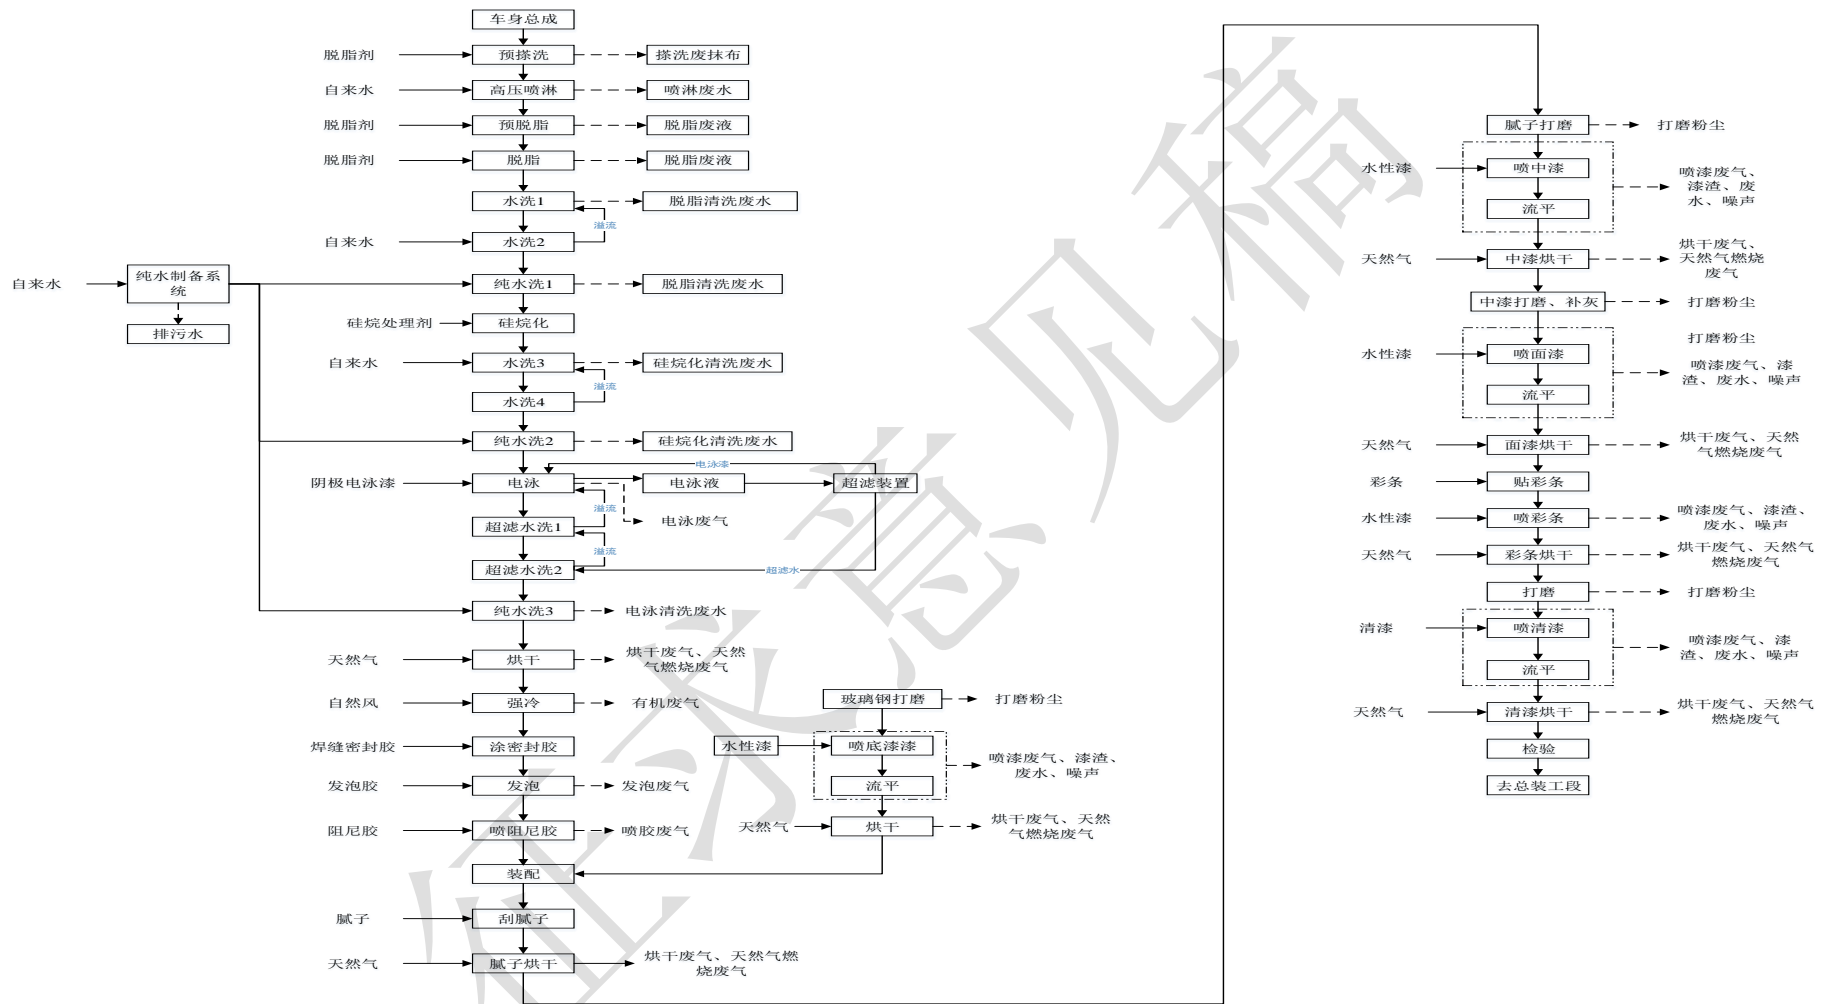 车身总成
脱脂剂
预搽洗
搽洗废抹布
自来水
高压喷淋
喷淋废水
脱脂剂
预脱脂
脱脂废液
脱脂剂
脱脂
脱脂废液
水洗1
脱脂清洗废水
溢流
自来水
水洗2
自来水
纯水制备系
统
排污水
纯水洗1
脱脂清洗废水
硅烷处理剂
硅烷化
自来水
水洗3
硅烷化清洗废水
溢流
水洗4
纯水洗2
硅烷化清洗废水
电泳漆
阴极电泳漆
电泳
电泳液
超滤装置
溢流
电泳废气
超滤水洗1
溢流
超滤水洗2
超滤水
纯水洗3
电泳清洗废水
天然气
烘干
烘干废气、天然
气燃烧废气
自然风
强冷
有机废气
焊缝密封胶
涂密封胶
发泡胶
发泡
发泡废气
阻尼胶
喷阻尼胶
喷胶废气
装配
腻子
刮腻子
天然气
腻子烘干
烘干废气、天然气燃
烧废气
玻璃钢打磨
打磨粉尘
水性漆
喷底漆漆
流平
喷漆废气、漆渣、
废水、噪声
天然气
烘干
烘干废气、天然
气燃烧废气
腻子打磨
打磨粉尘
水性漆
喷中漆
流平
喷漆废气、
漆渣、废
水、噪声
天然气
中漆烘干
烘干废气、
天然气燃烧
废气
中漆打磨、补灰
打磨粉尘
打磨粉尘
水性漆
喷面漆
流平
喷漆废气、漆
渣、废水、噪声
天然气
面漆烘干
烘干废气、天然
气燃烧废气
彩条
贴彩条
水性漆
喷彩条
喷漆废气、漆渣、
废水、噪声
天然气
彩条烘干
烘干废气、天然气
燃烧废气
打磨
打磨粉尘
清漆
喷清漆
流平
喷漆废气、漆
渣、废水、噪声
天然气
清漆烘干
烘干废气、天然气
燃烧废气
检验
去总装工段
征求意见稿